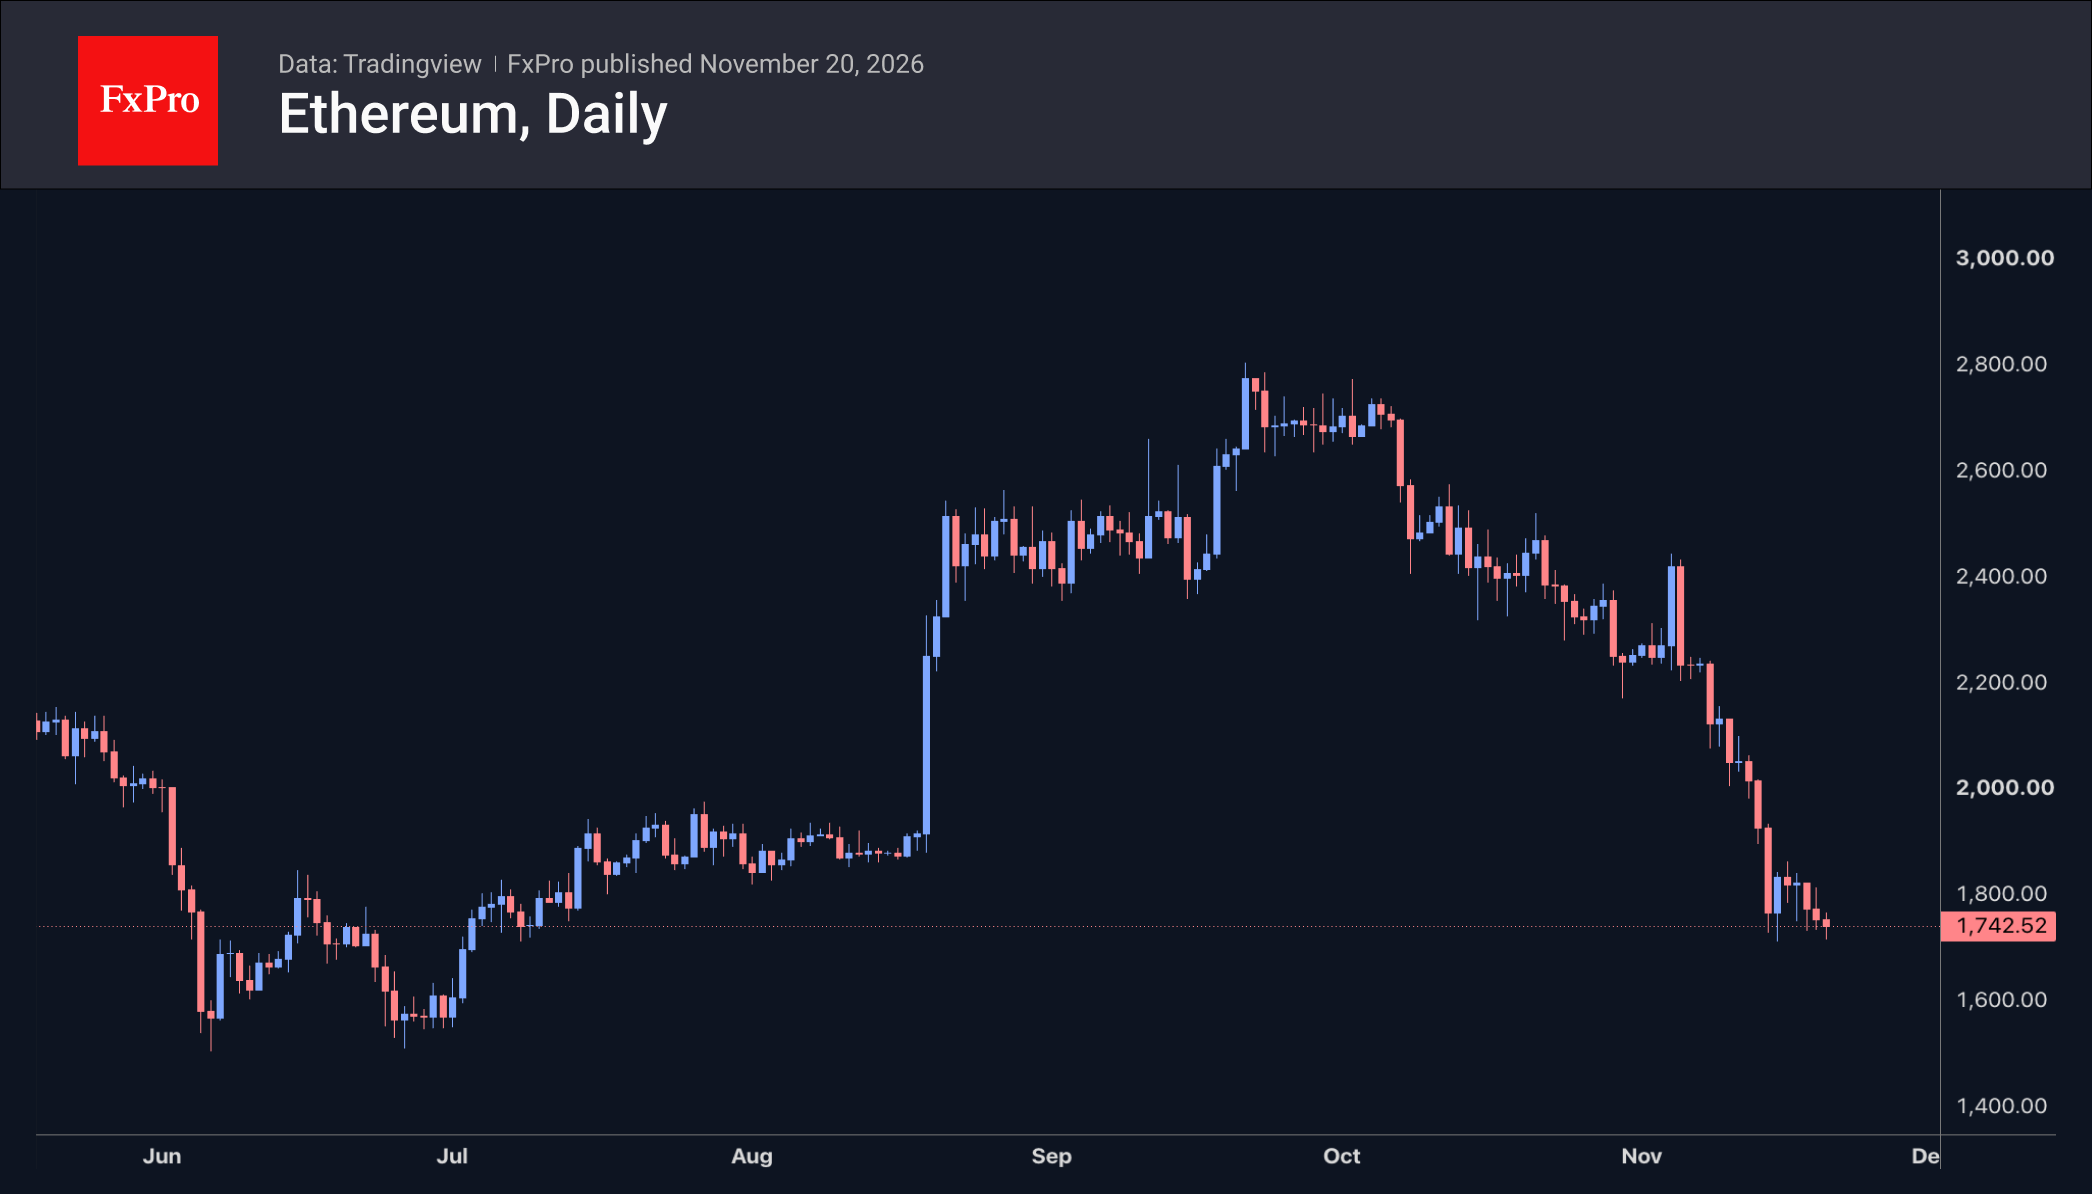 FxPro
Data: Tradingview | FxPro published November 20, 2026
Ethereum, Daily
3,000.00
2,800.00
2,600.00
2,400.00
2,200.00
2,000.00
1,800.00
1,742.52
1,600.00
1,400.00
Jun Jul Aug Sep Oct Nov De